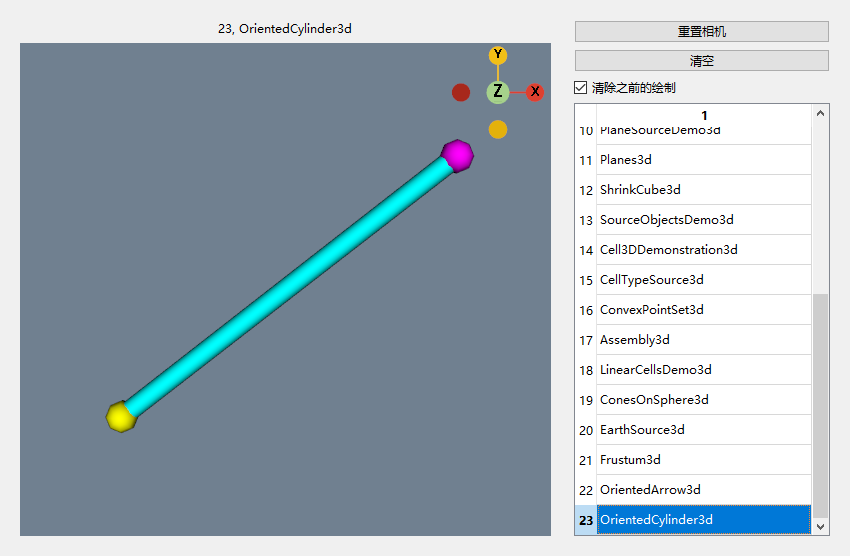 23, OrientedCylinder3d
Y
Z
X
重置相机
清空
清除之前的绘制
1
10 PlaneSourceDemo3d
11 Planes3d
12 ShrinkCube3d
13 SourceObjectsDemo3d
14 Cell3DDemonstration3d
15 CellTypeSource3d
16 ConvexPointSet3d
17 Assembly3d
18 LinearCellsDemo3d
19 ConesOnSphere3d
20 EarthSource3d
21 Frustum3d
22 OrientedArrow3d
23 OrientedCylinder3d